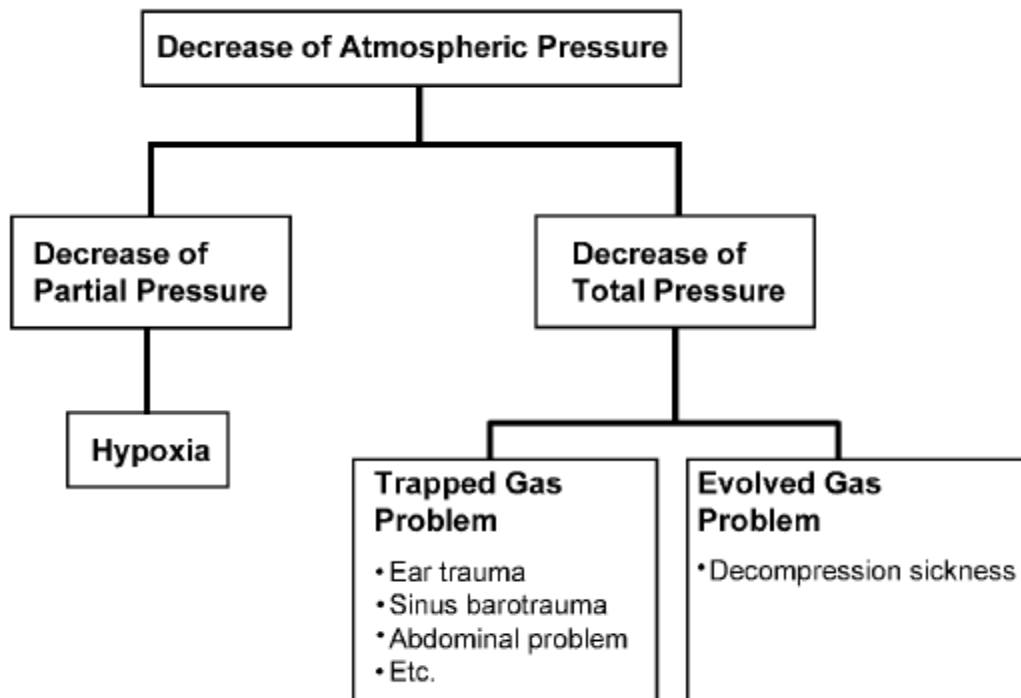 Decrease of Atmospheric Pressure
Decrease of
Partial Pressure
Decrease of
Total Pressure
Hypoxia
Trapped Gas
Problem
• Ear trauma
• Sinus barotrauma
• Abdominal problem
• Etc.
Evolved Gas
Problem
• Decompression sickness